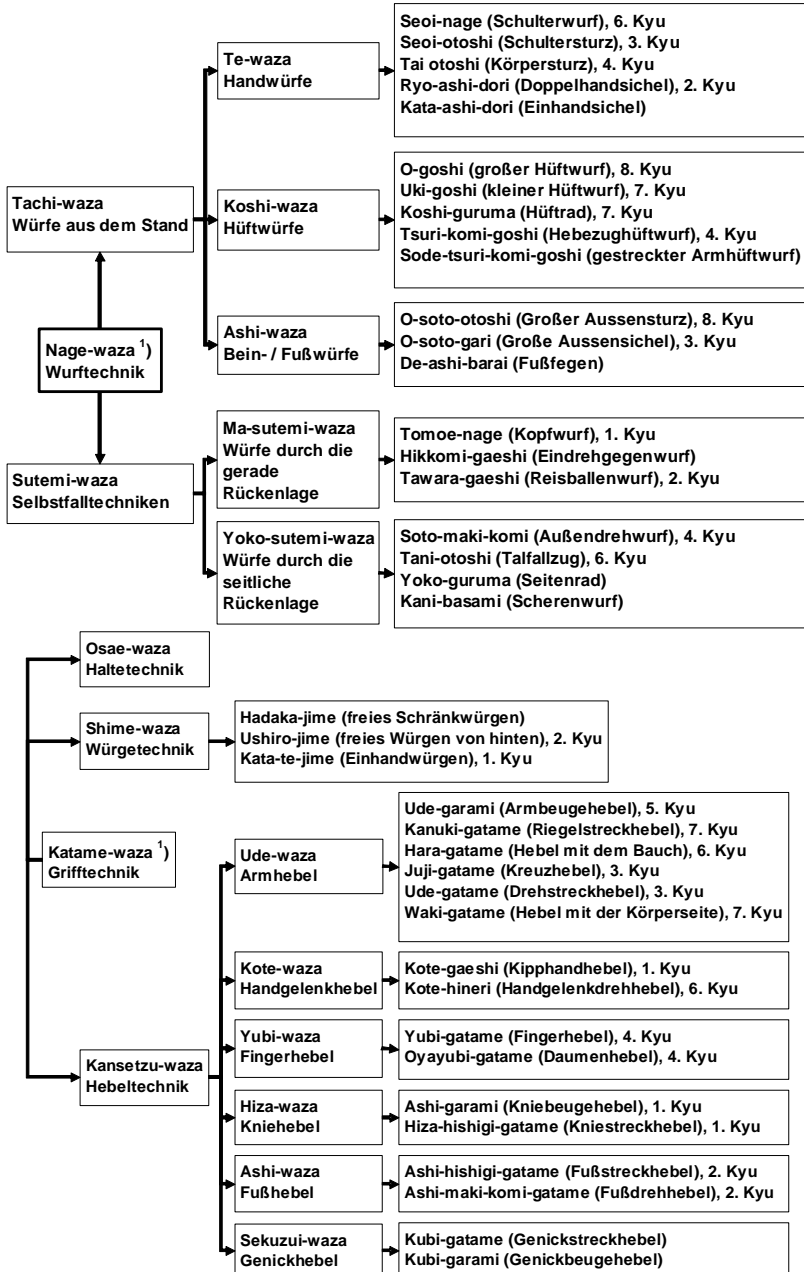 Te-waza
Handwürfe
Seoi-nage (Schulterwurf), 6. Kyu
Seoi-otoshi (Schultersturz), 3. Kyu
Tai otoshi (Körpersturz), 4. Kyu
Ryo-ashi-dori (Doppelhandsichel), 2. Kyu
Kata-ashi-dori (Einhandsichel)
Tachi-waza
Würfe aus dem Stand
Koshi-waza
Hüftwürfe
O-goshi (großer Hüftwurf), 8. Kyu
Uki-goshi (kleiner Hüftwurf), 7. Kyu
Koshi-guruma (Hüftrad), 7. Kyu
Tsuri-komi-goshi (Hebezughüftwurf), 4. Kyu
Sode-tsuri-komi-goshi (gestreckter Armhüftwurf)
Nage-waza ¹)
Wurftechnik
Ashi-waza
Bein- / Fußwürfe
O-soto-otoshi (Großer Aussensturz), 8. Kyu
O-soto-gari (Große Aussensichel), 3. Kyu
De-ashi-barai (Fußfegen)
Sutemi-waza
Selbstfalltechniken
Ma-sutemi-waza
Würfe durch die
gerade
Rückenlage
Tomoe-nage (Kopfwurf), 1. Kyu
Hikkomi-gaeshi (Eindrehgegenwurf)
Tawara-gaeshi (Reisballenwurf), 2. Kyu
Yoko-sutemi-waza
Würfe durch die
seitliche
Rückenlage
Soto-maki-komi (Außendrehwurf), 4. Kyu
Tani-otoshi (Talfallzug), 6. Kyu
Yoko-guruma (Seitenrad)
Kani-basami (Scherenwurf)
Osae-waza
Haltetechnik
Shime-waza
Würgetechnik
Hadaka-jime (freies Schränkwürgen)
Ushiro-jime (freies Würgen von hinten), 2. Kyu
Kata-te-jime (Einhandwürgen), 1. Kyu
Katame-waza ¹)
Grifftechnik
Ude-waza
Armhebel
Ude-garami (Armbeugehebel), 5. Kyu
Kanuki-gatame (Riegelstreckhebel), 7. Kyu
Hara-gatame (Hebel mit dem Bauch), 6. Kyu
Juji-gatame (Kreuzhebel), 3. Kyu
Ude-gatame (Drehstreckhebel), 3. Kyu
Waki-gatame (Hebel mit der Körperseite), 7. Kyu
Kote-waza
Handgelenkhebel
Kote-gaeshi (Kipphandhebel), 1. Kyu
Kote-hineri (Handgelenkdrehhebel), 6. Kyu
Kansetzu-waza
Hebeltechnik
Yubi-waza
Fingerhebel
Yubi-gatame (Fingerhebel), 4. Kyu
Oyayubi-gatame (Daumenhebel), 4. Kyu
Hiza-waza
Kniehebel
Ashi-garami (Kniebeugehebel), 1. Kyu
Hiza-hishigi-gatame (Kniestreckhebel), 1. Kyu
Ashi-waza
Fußhebel
Ashi-hishigi-gatame (Fußstreckhebel), 2. Kyu
Ashi-maki-komi-gatame (Fußdrehhebel), 2. Kyu
Sekuzui-waza
Genickhebel
Kubi-gatame (Genickstreckhebel)
Kubi-garami (Genickbeugehebel)